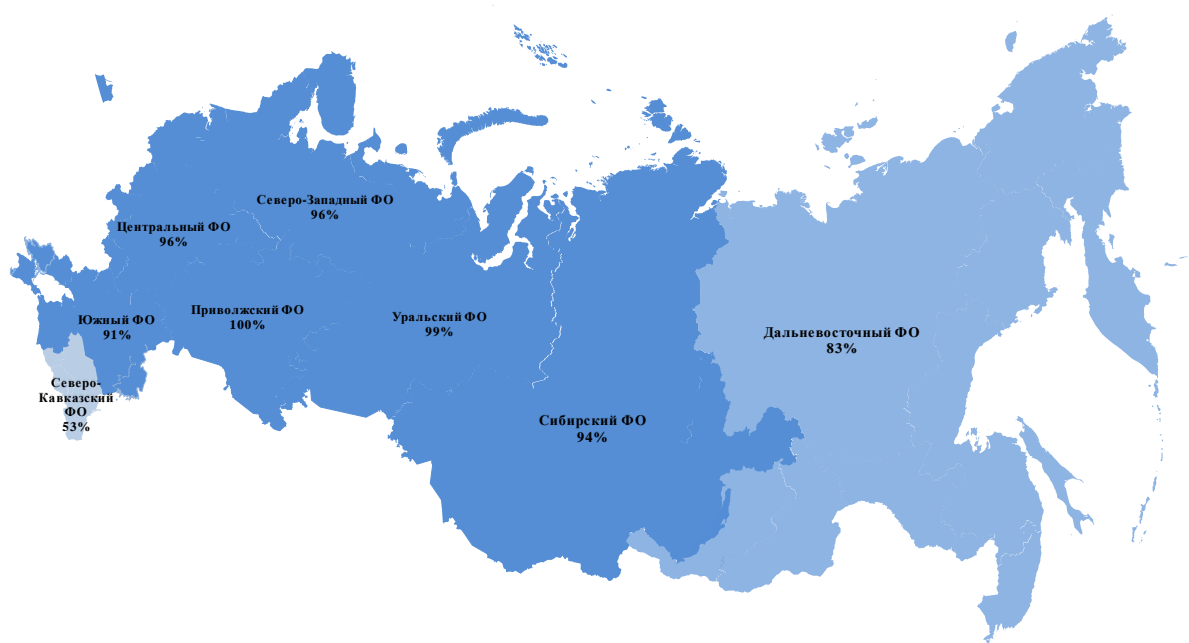 Северо-Западный ФО
96%
Центральный ФО
96%
Приволжский ФО
100%
Уральский ФО
99%
Южный ФО
91%
Дальневосточный ФО
83%
Северо-
Кавказский
ФО
53%
Сибирский ФО
94%